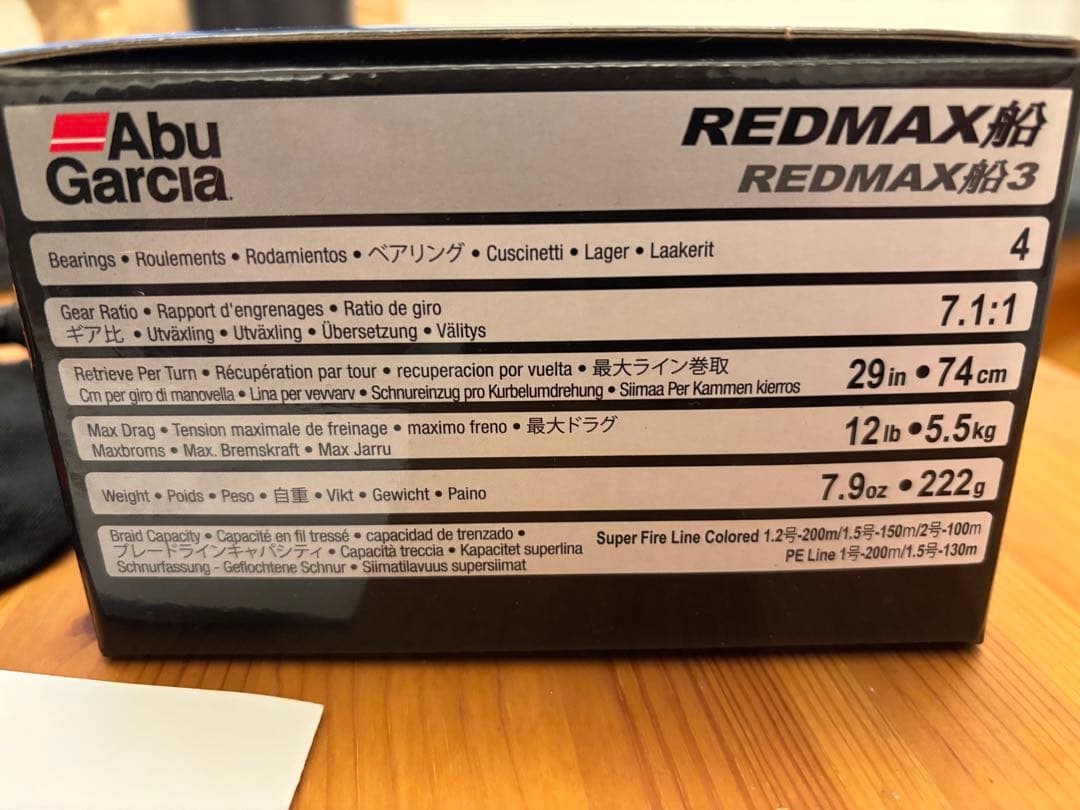 Abu
Garcia
REDMAX船
REDMAX船3
Bearings • Roulements • Rodamientos • ベアリング • Cuscinetti • Lager • Laakerit
4
Gear Ratio • Rapport d'engrenages • Ratio de giro
ギア比 • Utväxling • Utväxling • Übersetzung • Välitys
7.1:1
Retrieve Per Turn • Récupération par tour • recuperacion por vuelta • 最大ライン巻取
Cm per giro di manovella • Lina per vevvarv • Schnureinzug pro Kurbelumdrehung • Siimaa Per Kammen kierros
29in • 74cm
Max Drag • Tension maximale de freinage • maximo freno • 最大ドラグ
Maxbroms • Max. Bremskraft • Max Jarru
12lb • 5.5kg
Weight • Poids • Peso • 自重 • Vikt • Gewicht • Paino
7.9oz • 222g
Braid Capacity • Capacité en fil tressé • capacidad de trenzado •
ブレードラインキャパシティ • Capacità treccia • Kapacitet superlina
Schnurfassung - Geflochtene Schnur • Siimatilavuus supersiimat
Super Fire Line Colored 1.2号-200m/1.5号-150m/2号-100m
PE Line 1号-200m/1.5号-130m